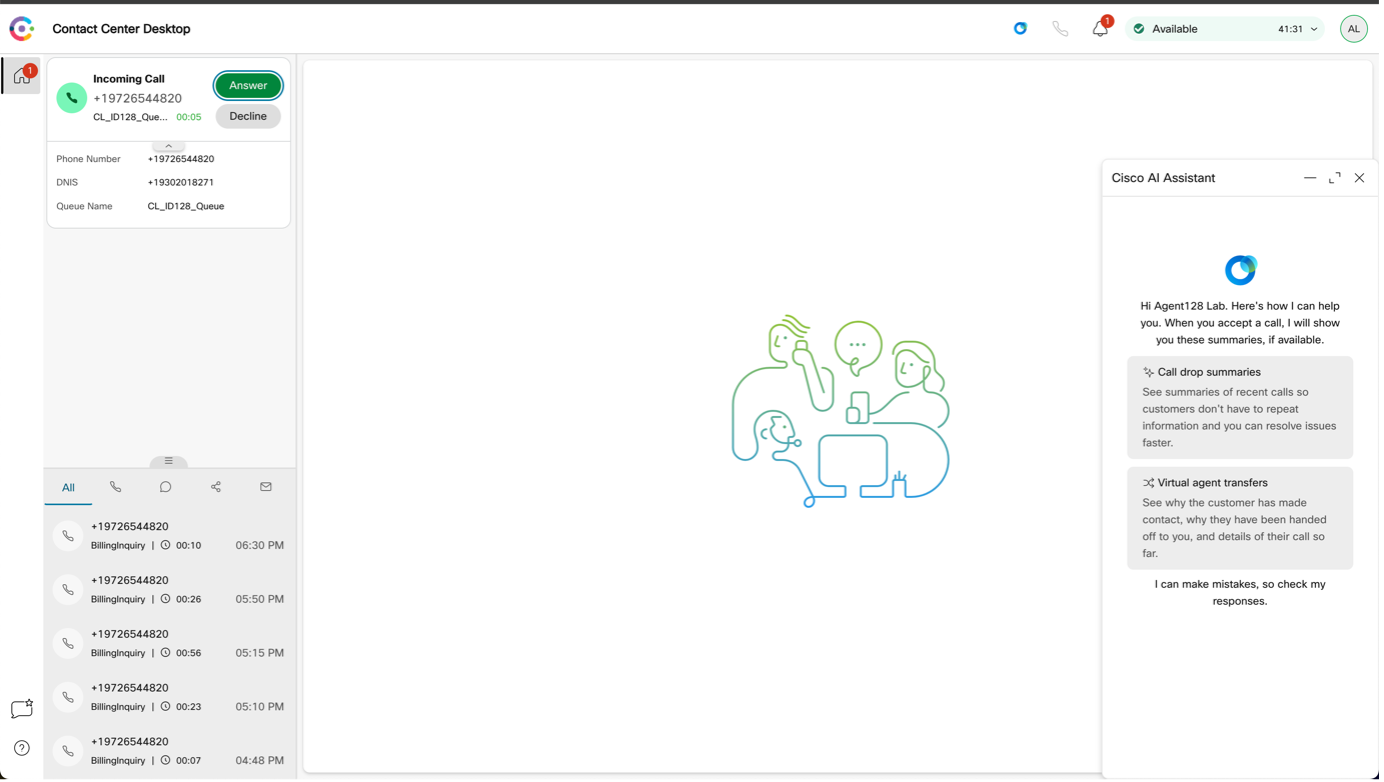 Contact Center Desktop
1
Available
41:31
AL
1
Incoming Call
+19726544820
CL_ID128_Que...
00:05
Answer
Decline
Phone Number
+19726544820
DNIS
+19302018271
Queue Name
CL_ID128_Queue
All
+19726544820
BillingInquiry | 00:10
06:30 PM
+19726544820
BillingInquiry | 00:26
05:50 PM
+19726544820
BillingInquiry | 00:56
05:15 PM
+19726544820
BillingInquiry | 00:23
05:10 PM
+19726544820
BillingInquiry | 00:07
04:48 PM
Cisco AI Assistant
Hi Agent128 Lab. Here's how I can help
you. When you accept a call, I will show
you these summaries, if available.
Call drop summaries
See summaries of recent calls so
customers don't have to repeat
information and you can resolve issues
faster.
Virtual agent transfers
See why the customer has made
contact, why they have been handed
off to you, and details of their call so
far.
I can make mistakes, so check my
responses.